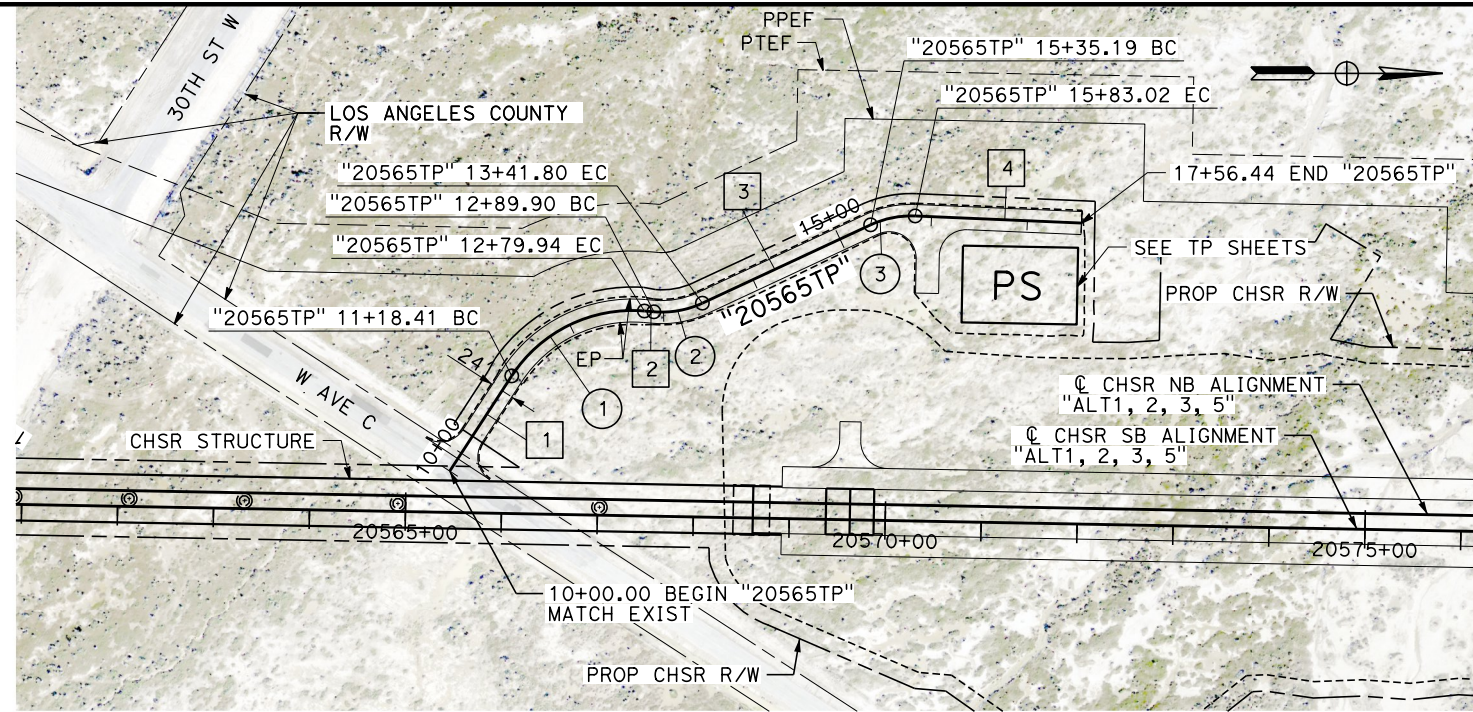 PPEF
PTEF
"20565TP" 15+35.19 BC
30TH ST W
LOS ANGELES COUNTY
R/W
"20565TP" 15+83.02 EC
"20565TP" 13+41.80 EC
3
4
17+56.44 END "20565TP"
"20565TP" 12+89.90 BC
15+00
"20565TP" 12+79.94 EC
SEE TP SHEETS
3
"20565TP"
PS
PROP CHSR R/W
"20565TP" 11+18.41 BC
24
EP
2
2
W AVE C
1
℄ CHSR NB ALIGNMENT
"ALT1, 2, 3, 5"
CHSR STRUCTURE
10+00
1
℄ CHSR SB ALIGNMENT
"ALT1, 2, 3, 5"
20565+00
20570+00
20575+00
10+00.00 BEGIN "20565TP"
MATCH EXIST
PROP CHSR R/W